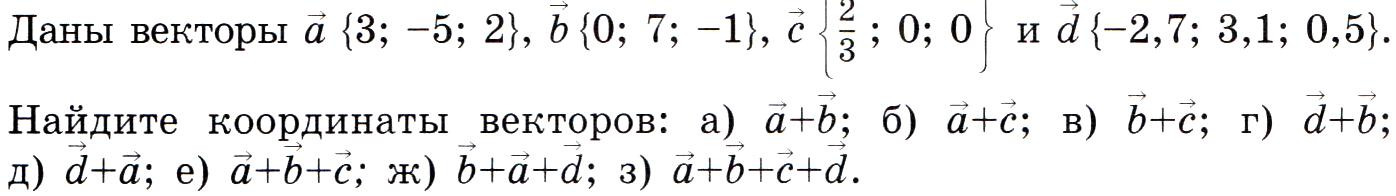 Даны векторы a⃗ {3; −5; 2}, b⃗ {0; 7; −1}, c⃗ {2/3; 0; 0} и d⃗ {−2,7; 3,1; 0,5}.
Найдите координаты векторов: а) a⃗+b⃗; б) a⃗+c⃗; в) b⃗+c⃗; г) d⃗+b⃗;
д) d⃗+a⃗; е) a⃗+b⃗+c⃗; ж) b⃗+a⃗+d⃗; з) a⃗+b⃗+c⃗+d⃗.